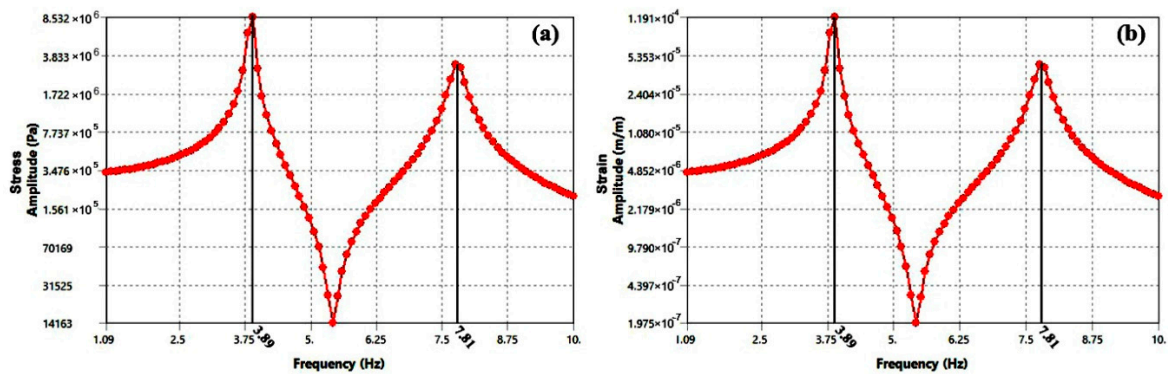 (a)
8.532 ×10⁶
3.833 ×10⁶
1.722 ×10⁶
7.737 ×10⁵
3.476 ×10⁵
1.561 ×10⁵
70169
31525
14163
Stress
Amplitude (Pa)
1.09 2.5 3.75 3.89 5. 6.25 7.5 7.81 8.75 10.
Frequency (Hz)
(b)
1.191×10⁻⁴
5.353×10⁻⁵
2.404×10⁻⁵
1.080×10⁻⁵
4.852×10⁻⁶
2.179×10⁻⁶
9.790×10⁻⁷
4.397×10⁻⁷
1.975×10⁻⁷
Strain
Amplitude (m/m)
1.09 2.5 3.75 3.89 5. 6.25 7.5 7.81 8.75 10.
Frequency (Hz)